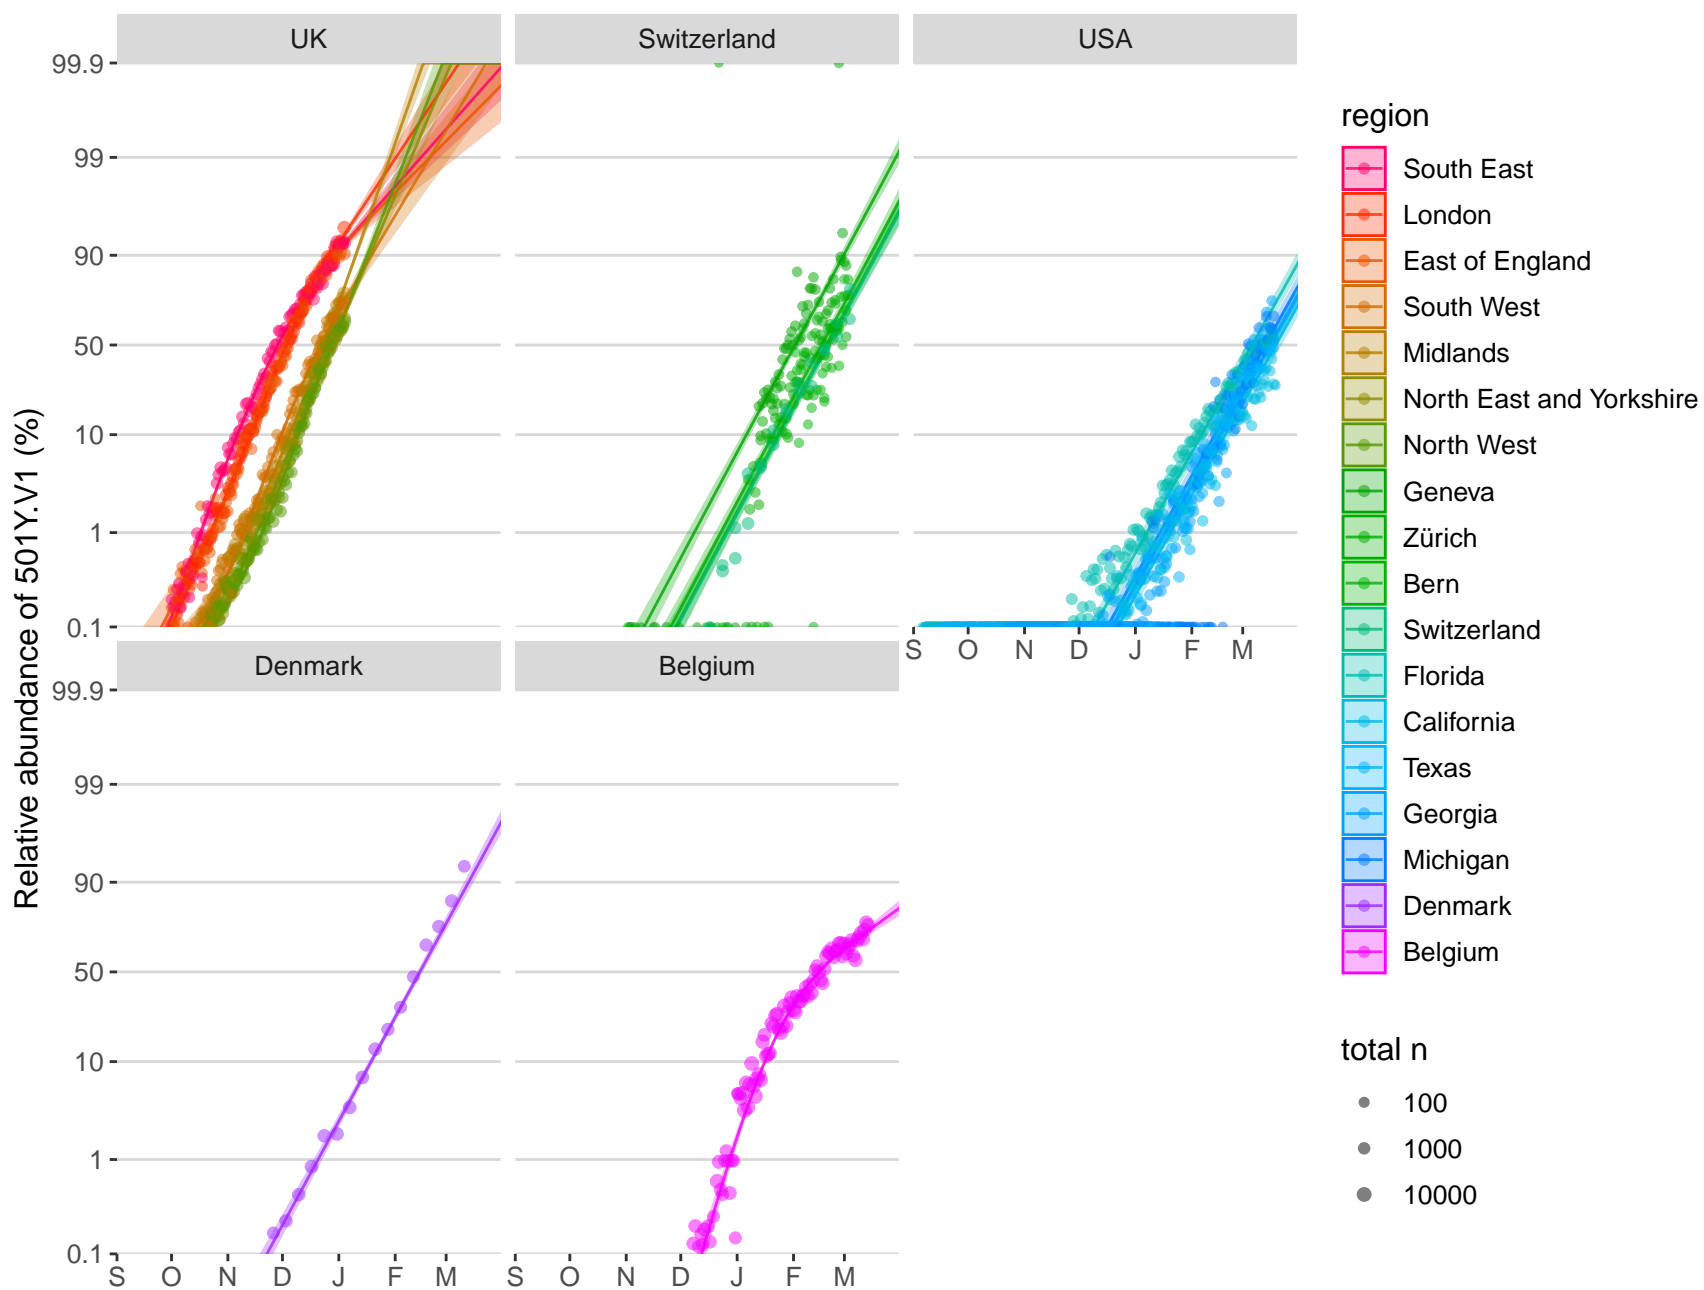 UK
Switzerland
USA
99.9
99
90
50
10
1
0.1
S O N D J F M
Denmark
Belgium
99.9
99
90
50
10
1
0.1
S O N D J F M
S O N D J F M
Relative abundance of 501Y.V1 (%)
region
South East
London
East of England
South West
Midlands
North East and Yorkshire
North West
Geneva
Zürich
Bern
Switzerland
Florida
California
Texas
Georgia
Michigan
Denmark
Belgium
total n
100
1000
10000